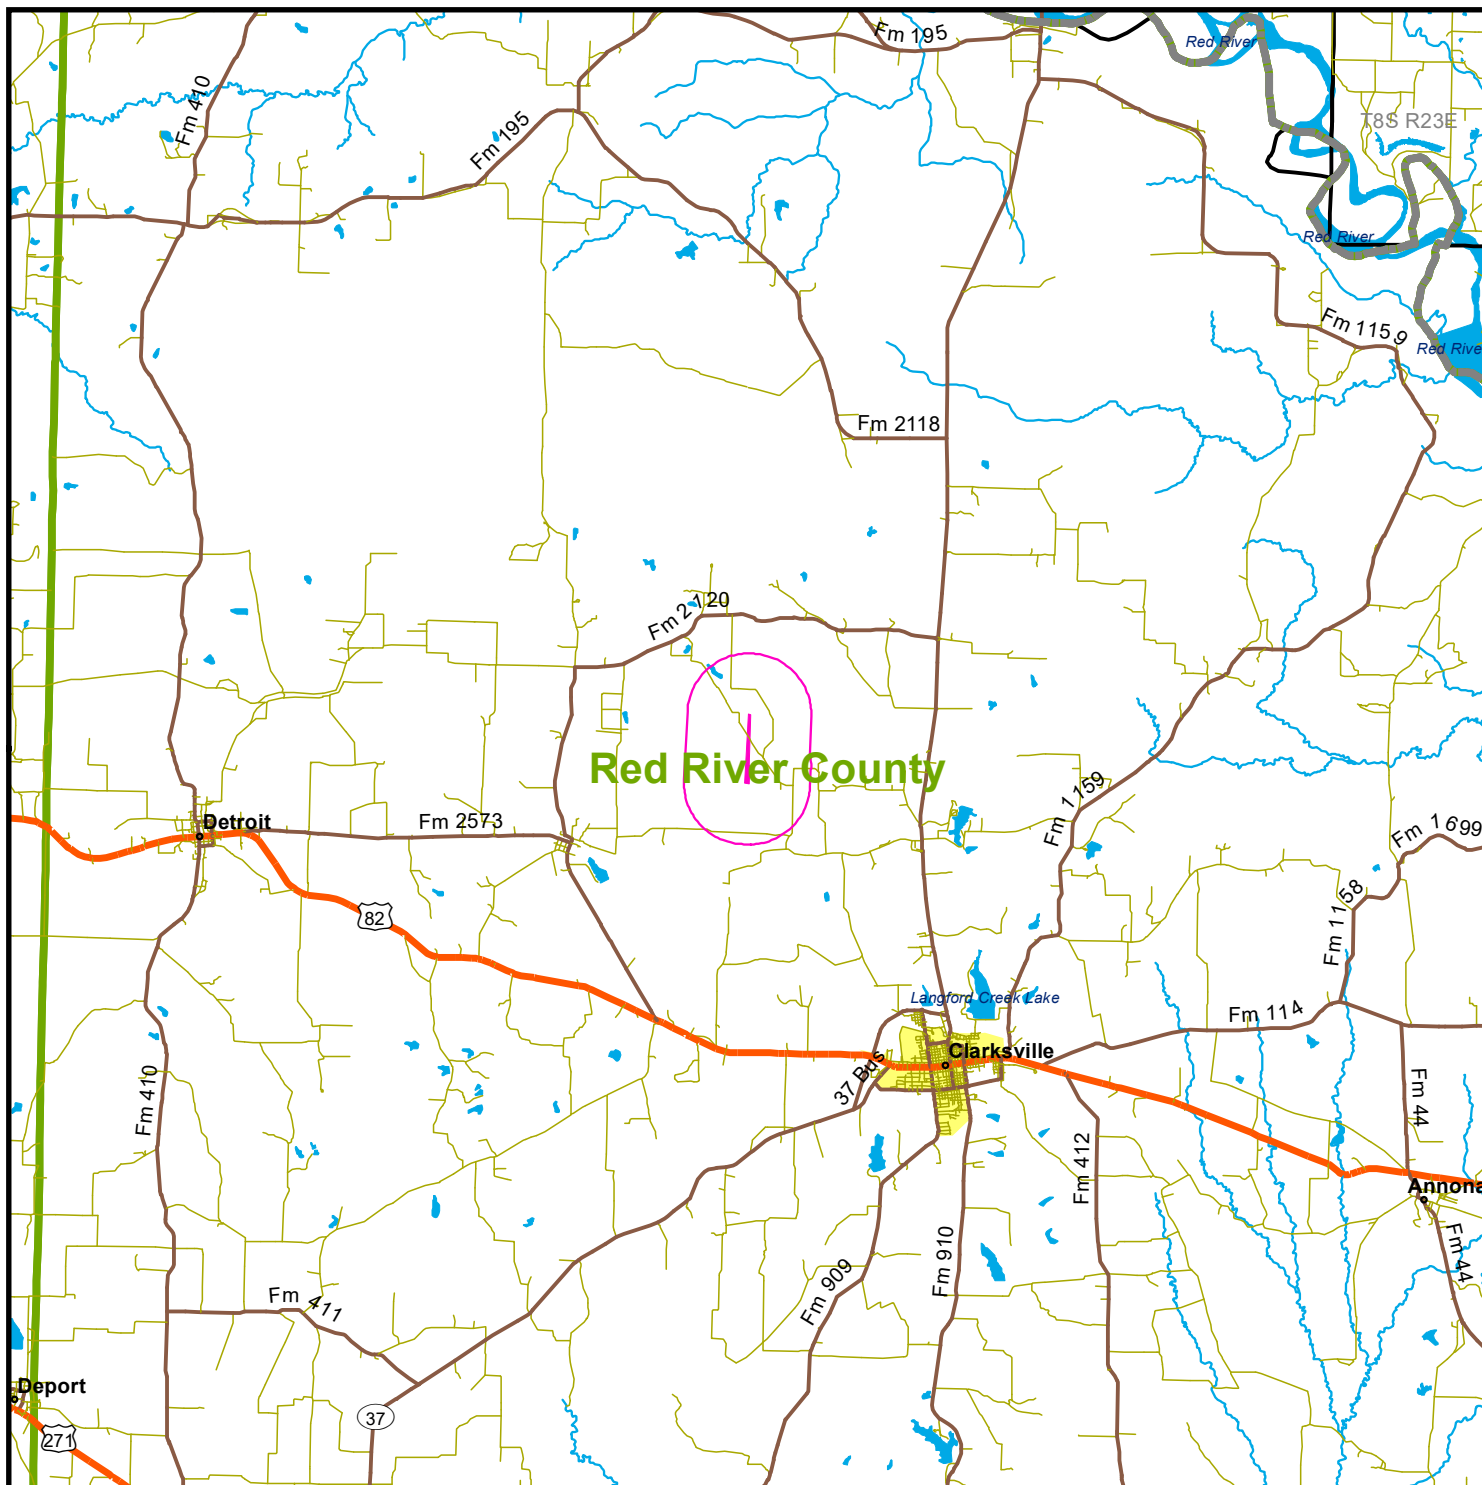 Fm 195
Red River
Fm 410
Fm 195
T8S R23E
Red River
Fm 1159
Red Rive
Fm 2118
Fm 2120
Red River County
Fm 1159
Detroit
Fm 2573
Fm 1699
82
Fm 1158
Langford Creek Lake
Fm 114
Clarksville
37 Bus
Fm 410
Fm 44
Fm 412
Annona
Fm 910
Fm 44
Fm 909
Fm 411
Deport
37
271